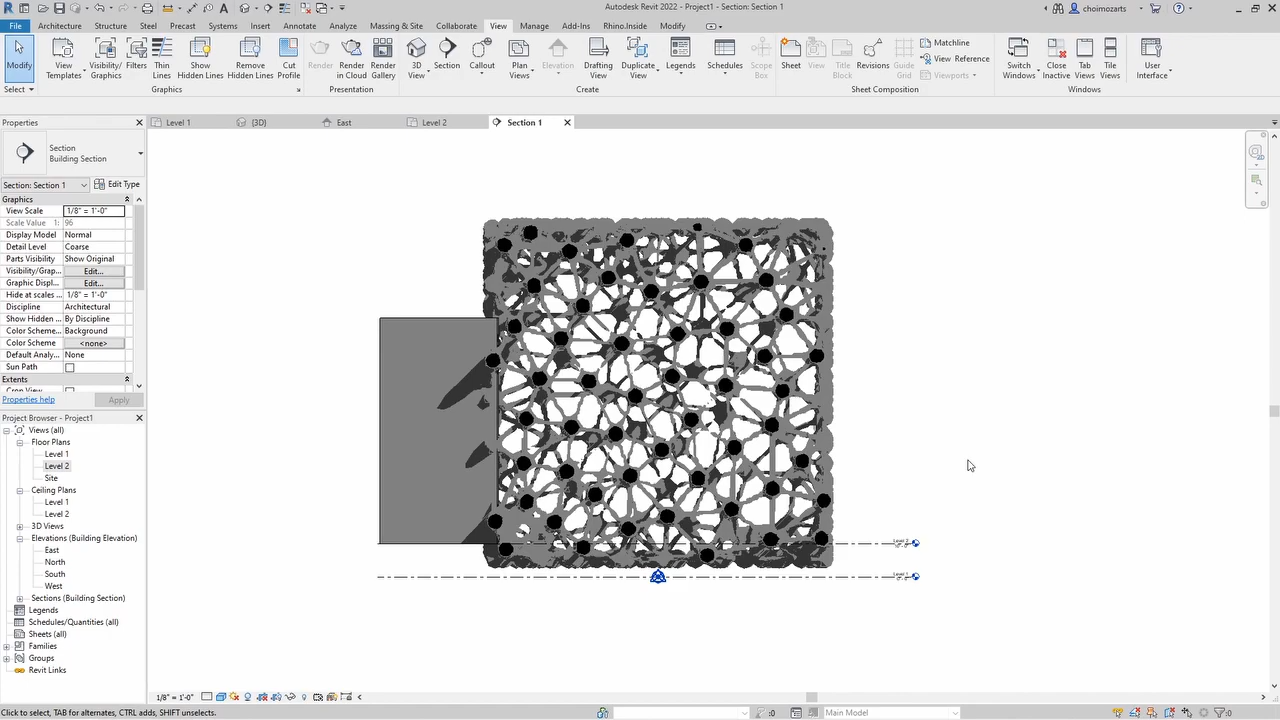 Autodesk Revit 2022 - Project1 - Section: Section 1
choimozarts
File Architecture Structure Steel Precast Systems Insert Annotate Analyze Massing & Site Collaborate View Manage Add-Ins Rhino.Inside Modify
Modify
View Templates
Visibility/ Graphics
Filters
Thin Lines
Show Hidden Lines
Remove Hidden Lines
Cut Profile
Render
Render in Cloud
Render Gallery
3D View
Section
Callout
Plan Views
Elevation
Drafting View
Duplicate View
Legends
Schedules
Scope Box
Sheet
View
Title Block
Revisions
Guide Grid
Matchline
View Reference
Viewports
Switch Windows
Close Inactive
Tab Views
Tile Views
User Interface
Select Graphics Presentation Create Sheet Composition Windows
Properties
Level 1 {3D} East Level 2 Section 1
Section
Building Section
Section: Section 1 Edit Type
Graphics
View Scale 1/8" = 1'-0"
Scale Value 1: 96
Display Model Normal
Detail Level Coarse
Parts Visibility Show Original
Visibility/Grap... Edit...
Graphic Displ... Edit...
Hide at scales ... 1/8" = 1'-0"
Discipline Architectural
Show Hidden ... By Discipline
Color Scheme... Background
Color Scheme <none>
Default Analy... None
Sun Path
Extents
Properties help Apply
Project Browser - Project1
Views (all)
Floor Plans
Level 1
Level 2
Site
Ceiling Plans
Level 1
Level 2
3D Views
Elevations (Building Elevation)
East
North
South
West
Sections (Building Section)
Legends
Schedules/Quantities (all)
Sheets (all)
Families
Groups
Revit Links
1/8" = 1'-0"
Click to select, TAB for alternates, CTRL adds, SHIFT unselects.
:0
Main Model
:0